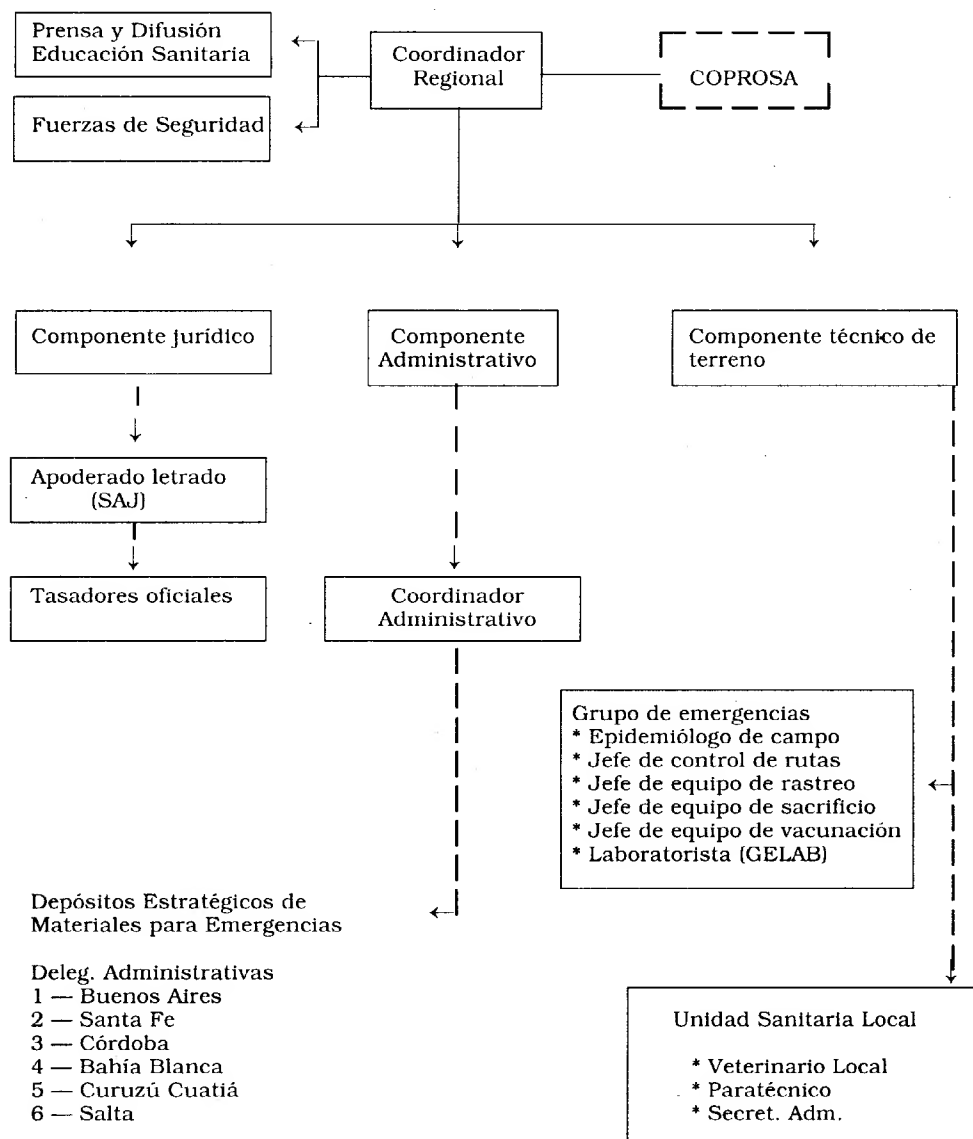 Prensa y Difusión
Educación Sanitaria
Fuerzas de Seguridad
Coordinador
Regional
COPROSA
Componente jurídico
Componente
Administrativo
Componente técnico de
terreno
Apoderado letrado
(SAJ)
Tasadores oficiales
Coordinador
Administrativo
Grupo de emergencias
* Epidemiólogo de campo
* Jefe de control de rutas
* Jefe de equipo de rastreo
* Jefe de equipo de sacrificio
* Jefe de equipo de vacunación
* Laboratorista (GELAB)
Depósitos Estratégicos de
Materiales para Emergencias
Deleg. Administrativas
1 — Buenos Aires
2 — Santa Fe
3 — Córdoba
4 — Bahía Blanca
5 — Curuzú Cuatiá
6 — Salta
Unidad Sanitaria Local
* Veterinario Local
* Paratécnico
* Secret. Adm.